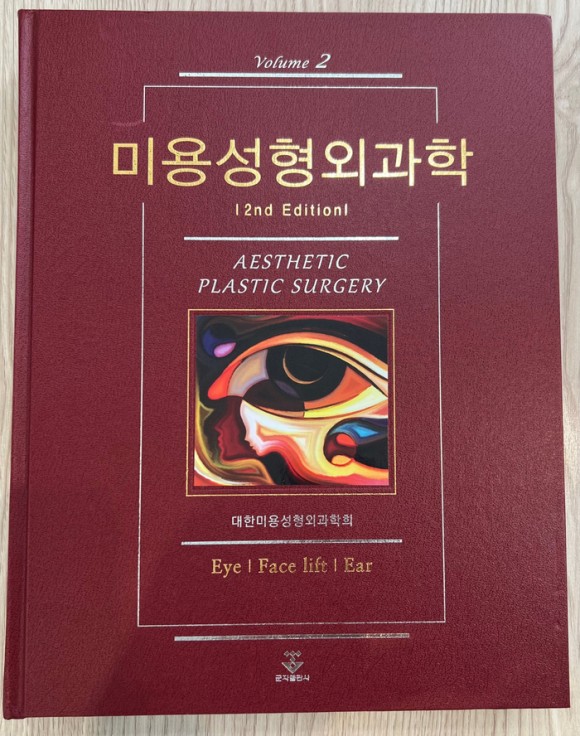 Volume 2
미용성형외과학
|2nd Edition|
AESTHETIC
PLASTIC SURGERY
대한미용성형외과학회
Eye | Face lift | Ear
군자출판사